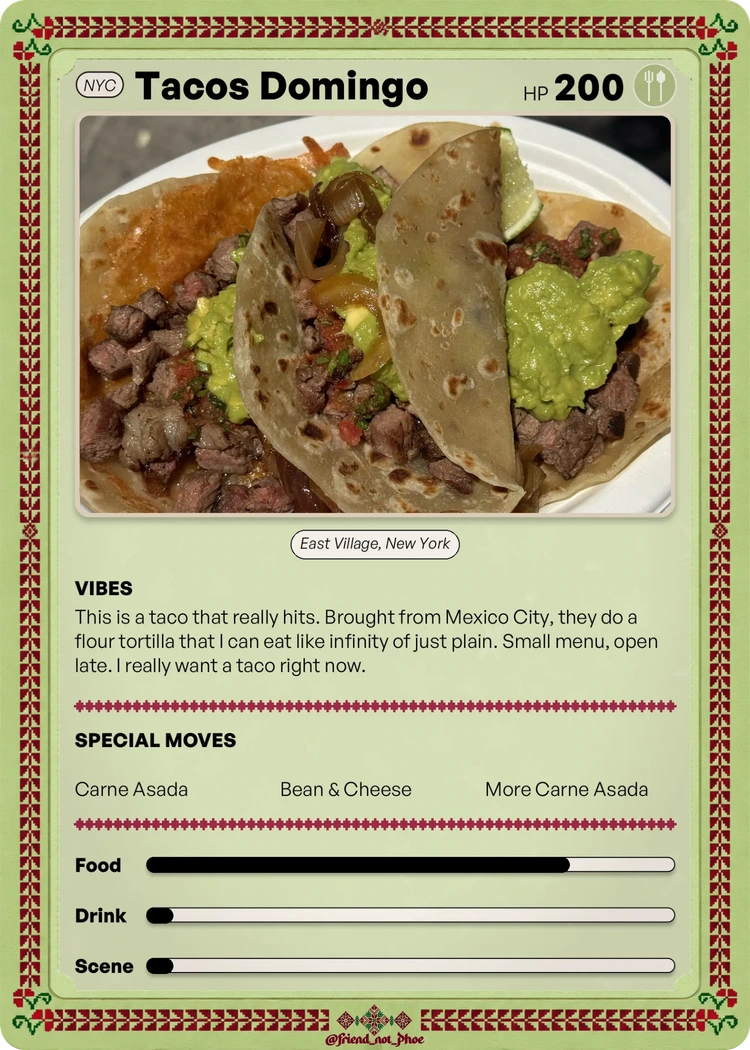 NYC Tacos Domingo HP 200
East Village, New York
VIBES
This is a taco that really hits. Brought from Mexico City, they do a
flour tortilla that I can eat like infinity of just plain. Small menu, open
late. I really want a taco right now.
SPECIAL MOVES
Carne Asada Bean & Cheese More Carne Asada
Food
Drink
Scene
@friend_not_Phoe